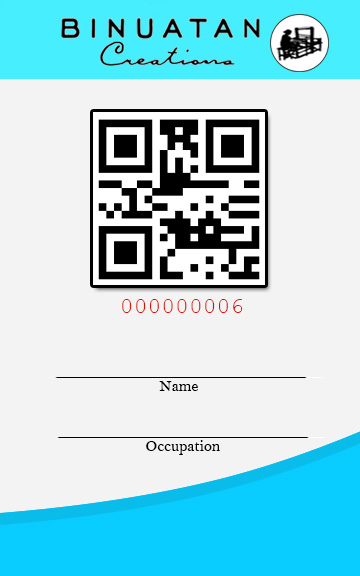 BINUATAN
Creations
000000006
Name
Occupation